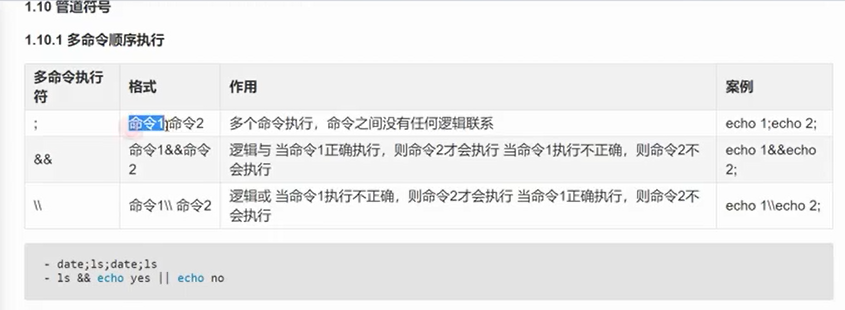 1.10 管道符号
1.10.1 多命令顺序执行
多命令执行符 格式 作用 案例
; 命令1;命令2 多个命令执行，命令之间没有任何逻辑联系 echo 1;echo 2;
&& 命令1&&命令2 逻辑与 当命令1正确执行，则命令2才会执行 当命令1执行不正确，则命令2不会执行 echo 1&&echo 2;
\\ 命令1\\ 命令2 逻辑或 当命令1执行不正确，则命令2才会执行 当命令1正确执行，则命令2不会执行 echo 1\\echo 2;
- date;ls;date;ls
- ls && echo yes || echo no